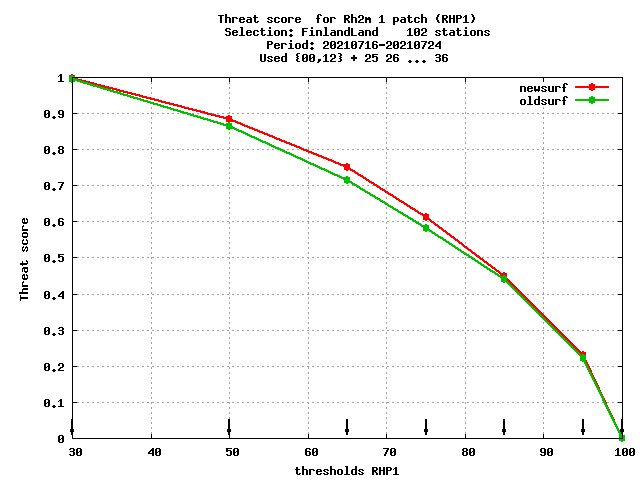 Threat score  for Rh2m 1 patch (RHP1)
Selection: FinlandLand    102 stations
Period: 20210716-20210724
Used {00,12} + 25 26 ... 36
newsurf
oldsurf
1
0.9
0.8
0.7
0.6
0.5
0.4
0.3
0.2
0.1
0
Threat score
30 40 50 60 70 80 90 100
thresholds RHP1